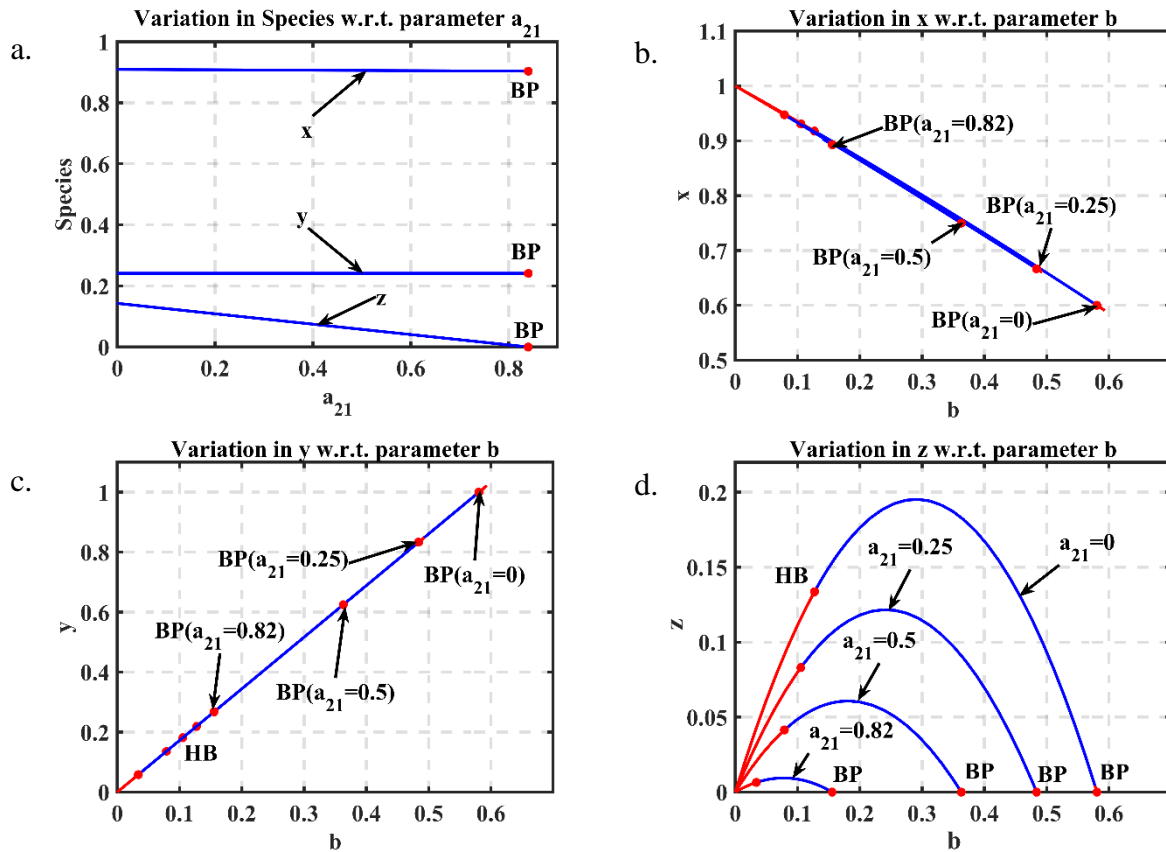 a.
Variation in Species w.r.t. parameter a₂₁
Species
1
0.8
0.6
0.4
0.2
0
BP
x
y
BP
z
BP
0 0.2 0.4 0.6 0.8
a₂₁
b.
Variation in x w.r.t. parameter b
x
1.1
1
0.9
0.8
0.7
0.6
0.5
BP(a₂₁=0.82)
BP(a₂₁=0.25)
BP(a₂₁=0.5)
BP(a₂₁=0)
0 0.1 0.2 0.3 0.4 0.5 0.6
b
c.
Variation in y w.r.t. parameter b
y
1
0.8
0.6
0.4
0.2
0
BP(a₂₁=0.25)
BP(a₂₁=0)
BP(a₂₁=0.82)
BP(a₂₁=0.5)
HB
0 0.1 0.2 0.3 0.4 0.5 0.6
b
d.
Variation in z w.r.t. parameter b
z
0.2
0.15
0.1
0.05
0
a₂₁=0.25
a₂₁=0
HB
a₂₁=0.5
a₂₁=0.82
BP
BP
BP
BP
0 0.1 0.2 0.3 0.4 0.5 0.6
b